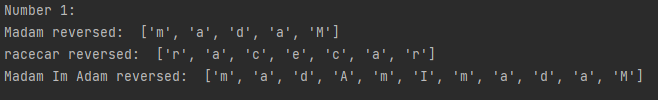 Number 1:
Madam reversed:  ['m', 'a', 'd', 'a', 'M']
racecar reversed:  ['r', 'a', 'c', 'e', 'c', 'a', 'r']
Madam Im Adam reversed:  ['m', 'a', 'd', 'A', 'm', 'I', 'm', 'a', 'd', 'a', 'M']